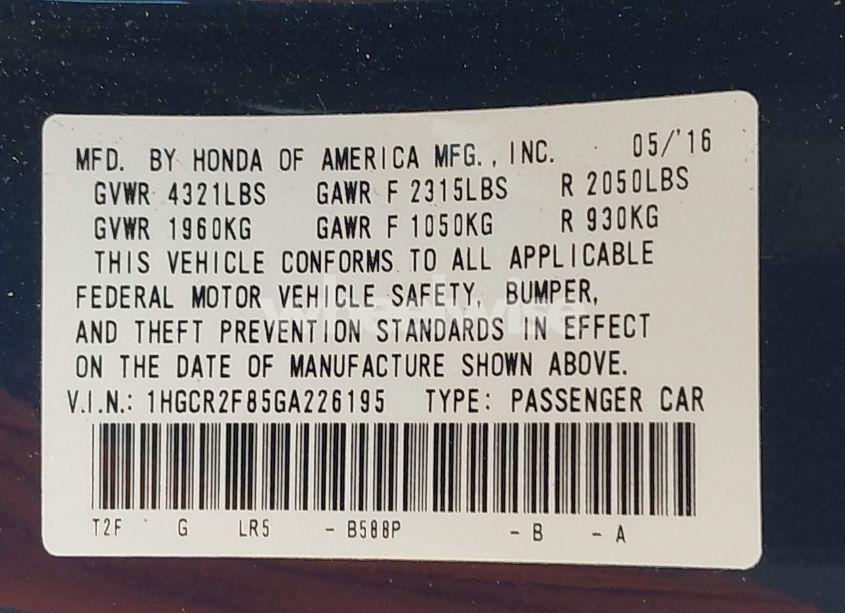 MFD. BY HONDA OF AMERICA MFG., INC. 05/'16
GVWR 4321LBS GAWR F 2315LBS R 2050LBS
GVWR 1960KG GAWR F 1050KG R 930KG
THIS VEHICLE CONFORMS TO ALL APPLICABLE
FEDERAL MOTOR VEHICLE SAFETY, BUMPER,
AND THEFT PREVENTION STANDARDS IN EFFECT
ON THE DATE OF MANUFACTURE SHOWN ABOVE.
V.I.N.: 1HGCR2F85GA226195 TYPE: PASSENGER CAR
T2F G LR5 - B588P - B - A